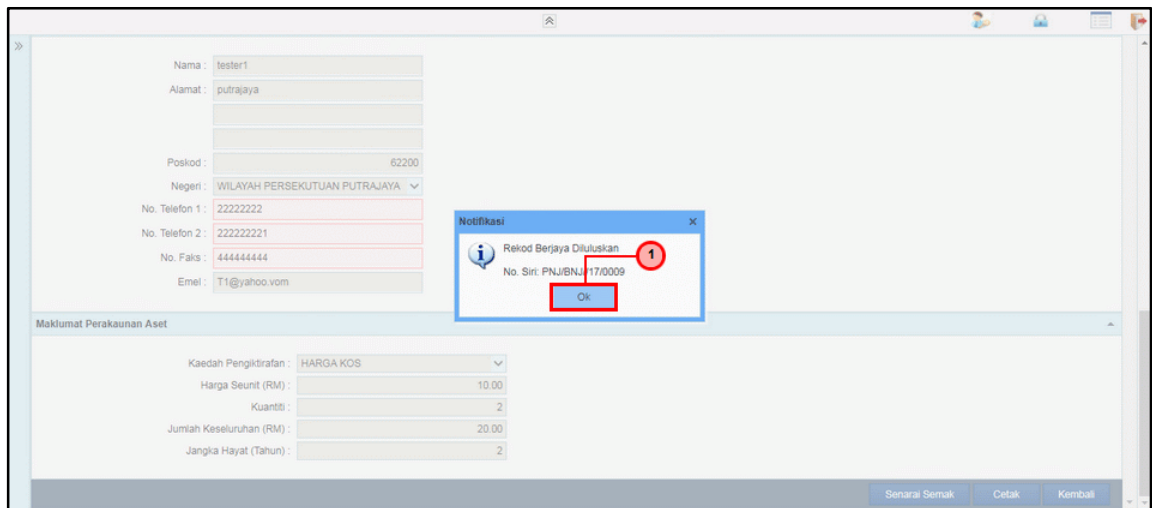 Nama : tester1
Alamat : putrajaya
Poskod : 62200
Negeri : WILAYAH PERSEKUTUAN PUTRAJAYA
No. Telefon 1 : 22222222
No. Telefon 2 : 222222221
No. Faks : 444444444
Emel : T1@yahoo.vom
Notifikasi
Rekod Berjaya Diluluskan
1
No. Siri: PNJ/BNJ/17/0009
Ok
Maklumat Perakaunan Aset
Kaedah Pengiktirafan : HARGA KOS
Harga Seunit (RM) : 10.00
Kuantiti : 2
Jumlah Keseluruhan (RM) : 20.00
Jangka Hayat (Tahun) : 2
Senarai Semak Cetak Kembali